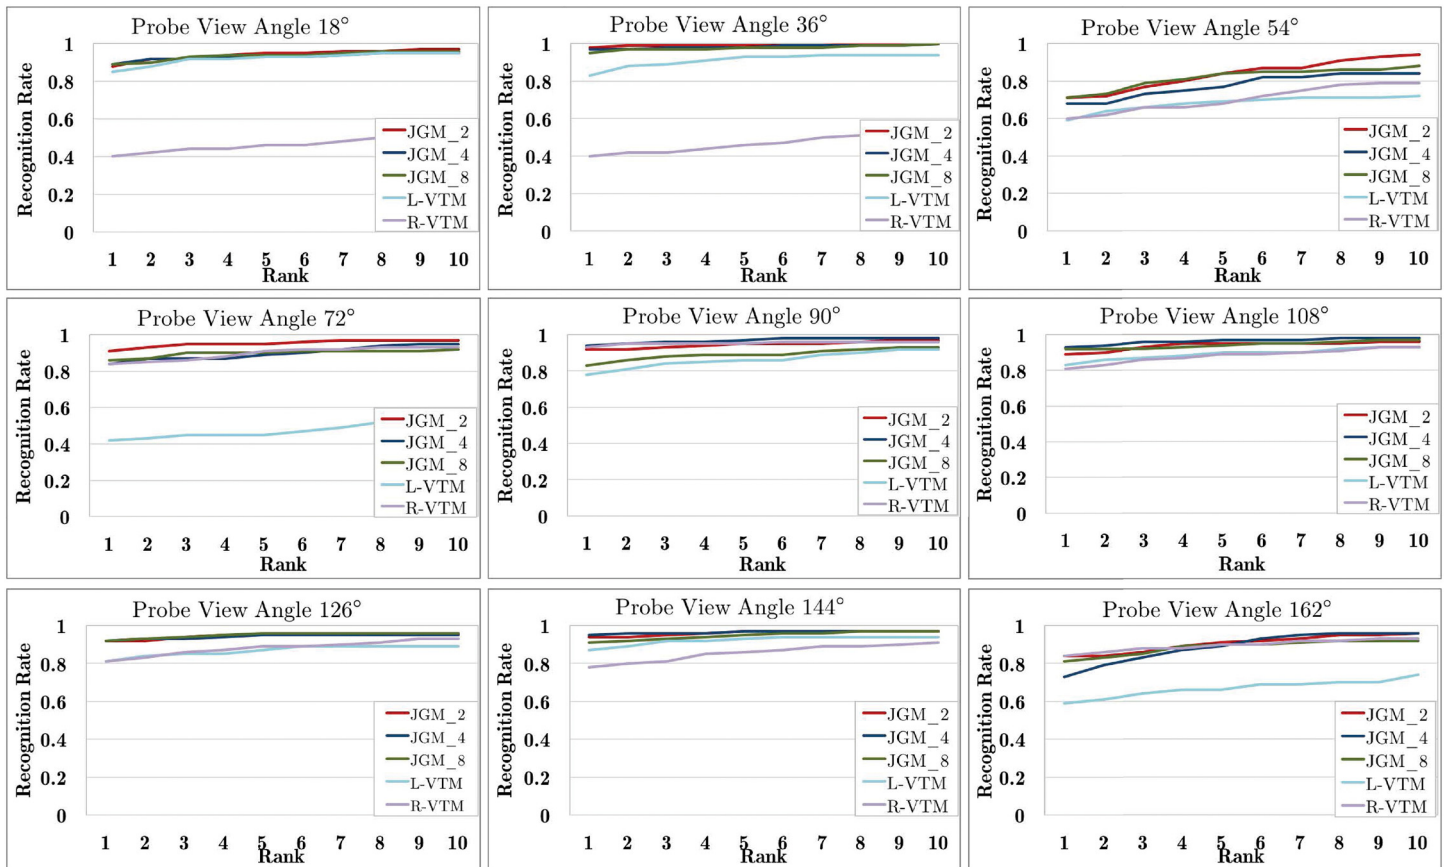 Probe View Angle 18°
Recognition Rate
1
0.8
0.6
0.4
0.2
0
JGM_2
JGM_4
JGM_8
L-VTM
R-VTM
1 2 3 4 5 6 7 8 9 10
Rank
Probe View Angle 36°
Recognition Rate
1
0.8
0.6
0.4
0.2
0
JGM_2
JGM_4
JGM_8
L-VTM
R-VTM
1 2 3 4 5 6 7 8 9 10
Rank
Probe View Angle 54°
Recognition Rate
1
0.8
0.6
0.4
0.2
0
JGM_2
JGM_4
JGM_8
L-VTM
R-VTM
1 2 3 4 5 6 7 8 9 10
Rank
Probe View Angle 72°
Recognition Rate
1
0.8
0.6
0.4
0.2
0
JGM_2
JGM_4
JGM_8
L-VTM
R-VTM
1 2 3 4 5 6 7 8 9 10
Rank
Probe View Angle 90°
Recognition Rate
1
0.8
0.6
0.4
0.2
0
JGM_2
JGM_4
JGM_8
L-VTM
R-VTM
1 2 3 4 5 6 7 8 9 10
Rank
Probe View Angle 108°
Recognition Rate
1
0.8
0.6
0.4
0.2
0
JGM_2
JGM_4
JGM_8
L-VTM
R-VTM
1 2 3 4 5 6 7 8 9 10
Rank
Probe View Angle 126°
Recognition Rate
1
0.8
0.6
0.4
0.2
0
JGM_2
JGM_4
JGM_8
L-VTM
R-VTM
1 2 3 4 5 6 7 8 9 10
Rank
Probe View Angle 144°
Recognition Rate
1
0.8
0.6
0.4
0.2
0
JGM_2
JGM_4
JGM_8
L-VTM
R-VTM
1 2 3 4 5 6 7 8 9 10
Rank
Probe View Angle 162°
Recognition Rate
1
0.8
0.6
0.4
0.2
0
JGM_2
JGM_4
JGM_8
L-VTM
R-VTM
1 2 3 4 5 6 7 8 9 10
Rank